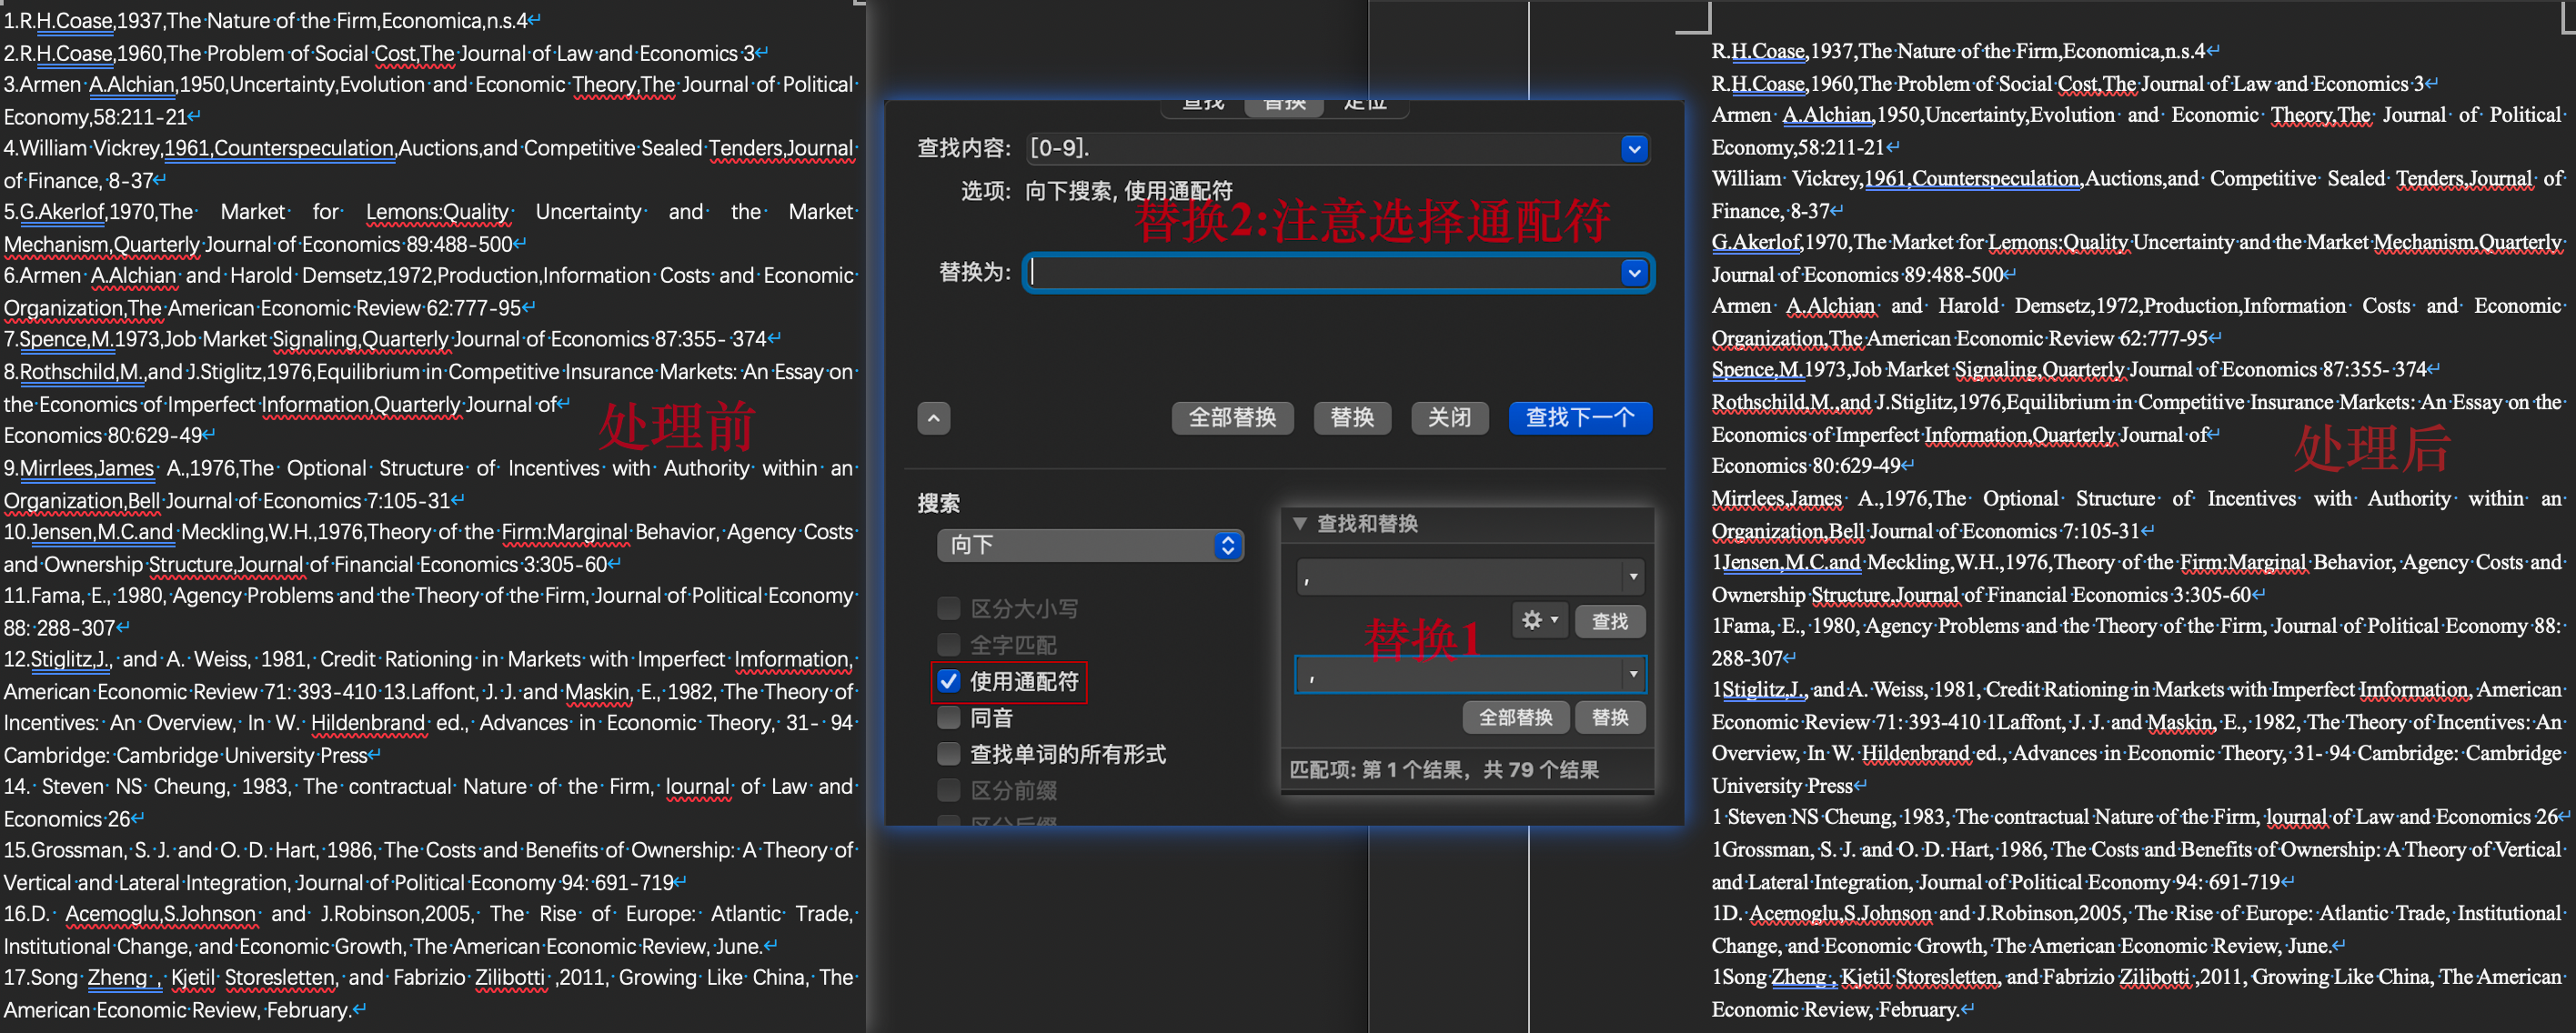 1.R.H.Coase,1937,The Nature of the Firm,Economica,n.s.4
2.R.H.Coase,1960,The Problem of Social Cost,The Journal of Law and Economics 3
3.Armen A.Alchian,1950,Uncertainty,Evolution and Economic Theory,The Journal of Political
Economy,58:211-21
4.William Vickrey,1961,Counterspeculation,Auctions,and Competitive Sealed Tenders,Journal
of Finance, 8-37
5.G.Akerlof,1970,The Market for Lemons:Quality Uncertainty and the Market
Mechanism,Quarterly Journal of Economics 89:488-500
6.Armen A.Alchian and Harold Demsetz,1972,Production,Information Costs and Economic
Organization,The American Economic Review 62:777-95
7.Spence,M.1973,Job Market Signaling,Quarterly Journal of Economics 87:355- 374
8.Rothschild,M.,and J.Stiglitz,1976,Equilibrium in Competitive Insurance Markets: An Essay on
the Economics of Imperfect Information,Quarterly Journal of
Economics 80:629-49
9.Mirrlees,James A.,1976,The Optional Structure of Incentives with Authority within an
Organization,Bell Journal of Economics 7:105-31
10.Jensen,M.C.and Meckling,W.H.,1976,Theory of the Firm:Marginal Behavior, Agency Costs
and Ownership Structure,Journal of Financial Economics 3:305-60
11.Fama, E., 1980, Agency Problems and the Theory of the Firm, Journal of Political Economy
88: 288-307
12.Stiglitz,J., and A. Weiss, 1981, Credit Rationing in Markets with Imperfect Imformation,
American Economic Review 71: 393-410 13.Laffont, J. J. and Maskin, E., 1982, The Theory of
Incentives: An Overview, In W. Hildenbrand ed., Advances in Economic Theory, 31- 94
Cambridge: Cambridge University Press
14. Steven NS Cheung, 1983, The contractual Nature of the Firm, lournal of Law and
Economics 26
15.Grossman, S. J. and O. D. Hart, 1986, The Costs and Benefits of Ownership: A Theory of
Vertical and Lateral Integration, Journal of Political Economy 94: 691-719
16.D. Acemoglu,S.Johnson and J.Robinson,2005, The Rise of Europe: Atlantic Trade,
Institutional Change, and Economic Growth, The American Economic Review, June.
17.Song Zheng , Kjetil Storesletten, and Fabrizio Zilibotti ,2011, Growing Like China, The
American Economic Review, February.
处理前
查找 替换 定位
查找内容: [0-9].
选项: 向下搜索, 使用通配符
替换2:注意选择通配符
替换为:
全部替换 替换 关闭 查找下一个
搜索
向下
区分大小写
全字匹配
使用通配符
同音
查找单词的所有形式
区分前缀
区分后缀
查找和替换
,
查找
替换1
,
全部替换 替换
匹配项: 第 1 个结果，共 79 个结果
R.H.Coase,1937,The Nature of the Firm,Economica,n.s.4
R.H.Coase,1960,The Problem of Social Cost,The Journal of Law and Economics 3
Armen A.Alchian,1950,Uncertainty,Evolution and Economic Theory,The Journal of Political
Economy,58:211-21
William Vickrey,1961,Counterspeculation,Auctions,and Competitive Sealed Tenders,Journal of
Finance, 8-37
G.Akerlof,1970,The Market for Lemons:Quality Uncertainty and the Market Mechanism,Quarterly
Journal of Economics 89:488-500
Armen A.Alchian and Harold Demsetz,1972,Production,Information Costs and Economic
Organization,The American Economic Review 62:777-95
Spence,M.1973,Job Market Signaling,Quarterly Journal of Economics 87:355- 374
Rothschild,M.,and J.Stiglitz,1976,Equilibrium in Competitive Insurance Markets: An Essay on the
Economics of Imperfect Information,Quarterly Journal of
Economics 80:629-49
Mirrlees,James A.,1976,The Optional Structure of Incentives with Authority within an
Organization,Bell Journal of Economics 7:105-31
1Jensen,M.C.and Meckling,W.H.,1976,Theory of the Firm:Marginal Behavior, Agency Costs and
Ownership Structure,Journal of Financial Economics 3:305-60
1Fama, E., 1980, Agency Problems and the Theory of the Firm, Journal of Political Economy 88:
288-307
1Stiglitz,J., and A. Weiss, 1981, Credit Rationing in Markets with Imperfect Imformation, American
Economic Review 71: 393-410 1Laffont, J. J. and Maskin, E., 1982, The Theory of Incentives: An
Overview, In W. Hildenbrand ed., Advances in Economic Theory, 31- 94 Cambridge: Cambridge
University Press
1 Steven NS Cheung, 1983, The contractual Nature of the Firm, lournal of Law and Economics 26
1Grossman, S. J. and O. D. Hart, 1986, The Costs and Benefits of Ownership: A Theory of Vertical
and Lateral Integration, Journal of Political Economy 94: 691-719
1D. Acemoglu,S.Johnson and J.Robinson,2005, The Rise of Europe: Atlantic Trade, Institutional
Change, and Economic Growth, The American Economic Review, June.
1Song Zheng , Kjetil Storesletten, and Fabrizio Zilibotti ,2011, Growing Like China, The American
Economic Review, February.
处理后